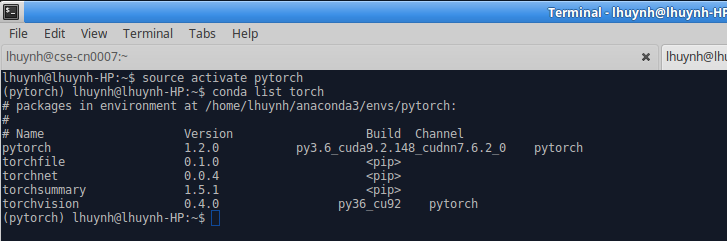 Terminal - lhuynh@lhuynh-HP
File Edit View Terminal Tabs Help
lhuynh@cse-cn0007:~ lhuynh@lhu
lhuynh@lhuynh-HP:~$ source activate pytorch
(pytorch) lhuynh@lhuynh-HP:~$ conda list torch
# packages in environment at /home/lhuynh/anaconda3/envs/pytorch:
#
# Name Version Build Channel
pytorch 1.2.0 py3.6_cuda9.2.148_cudnn7.6.2_0 pytorch
torchfile 0.1.0 <pip>
torchnet 0.0.4 <pip>
torchsummary 1.5.1 <pip>
torchvision 0.4.0 py36_cu92 pytorch
(pytorch) lhuynh@lhuynh-HP:~$